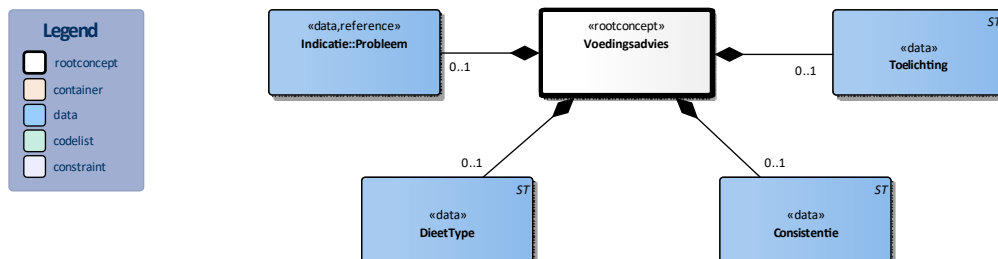 Legend
rootconcept
container
data
codelist
constraint
«data,reference»
Indicatie::Probleem
0..1
«rootconcept»
Voedingsadvies
ST
«data»
Toelichting
0..1
0..1
0..1
ST
«data»
DieetType
ST
«data»
Consistentie